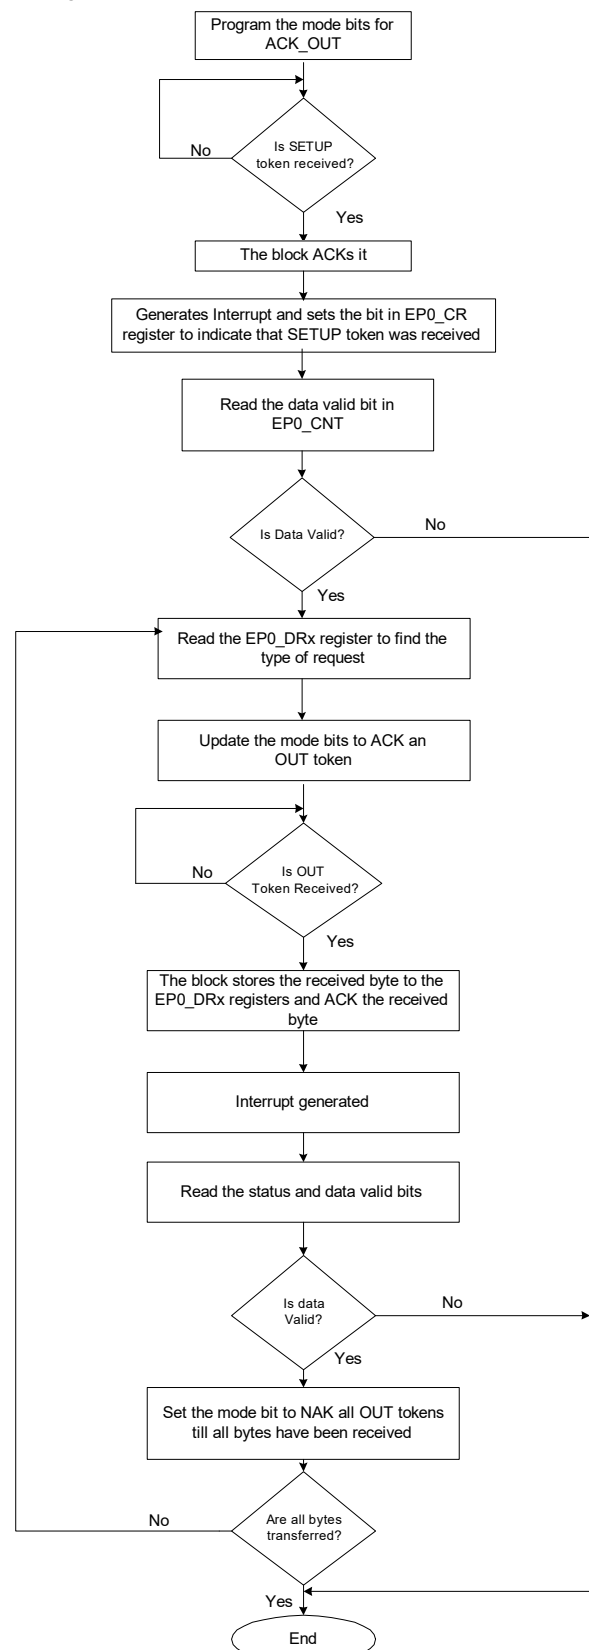 Program the mode bits for
ACK_OUT
Is SETUP
token received?
No
Yes
The block ACKs it
Generates Interrupt and sets the bit in EP0_CR
register to indicate that SETUP token was received
Read the data valid bit in
EP0_CNT
Is Data Valid?
No
Yes
Read the EP0_DRx register to find the
type of request
Update the mode bits to ACK an
OUT token
Is OUT
Token Received?
No
Yes
The block stores the received byte to the
EP0_DRx registers and ACK the received
byte
Interrupt generated
Read the status and data valid bits
Is data
Valid?
No
Yes
Set the mode bit to NAK all OUT tokens
till all bytes have been received
Are all bytes
transferred?
No
Yes
End